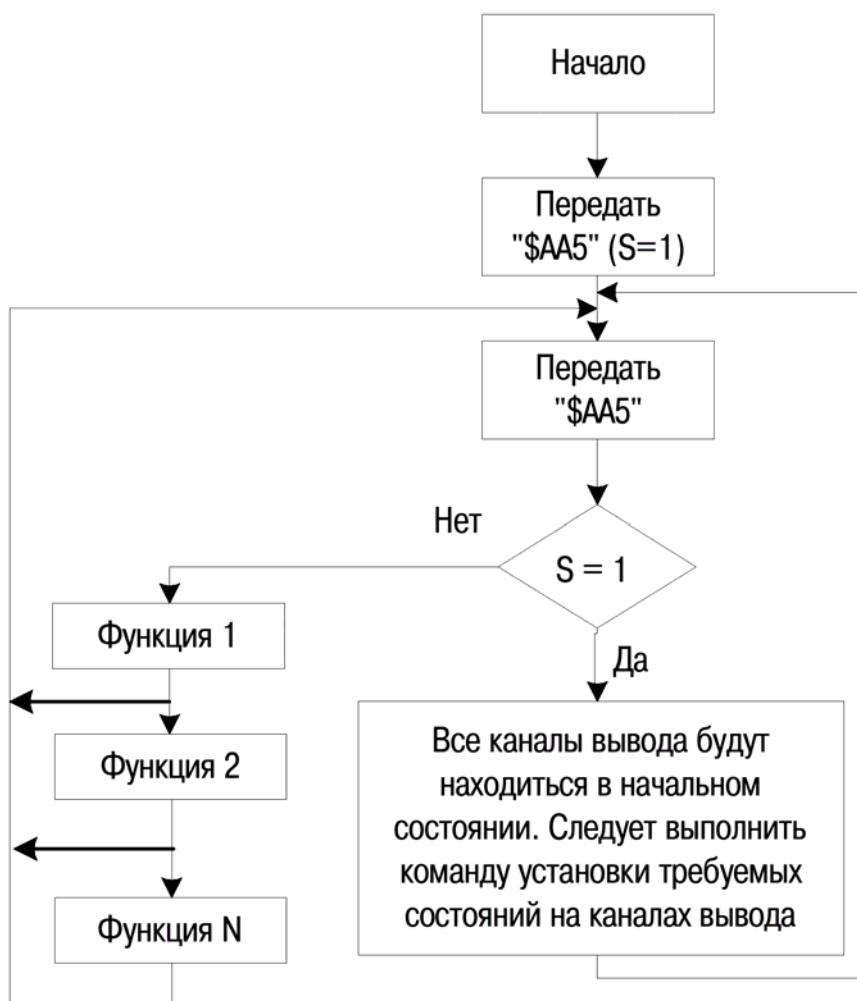 Начало
Передать
"$AA5" (S=1)
Передать
"$AA5"
Нет
S = 1
Функция 1
Да
Функция 2
Все каналы вывода будут
находиться в начальном
состоянии. Следует выполнить
команду установки требуемых
состояний на каналах вывода
Функция N